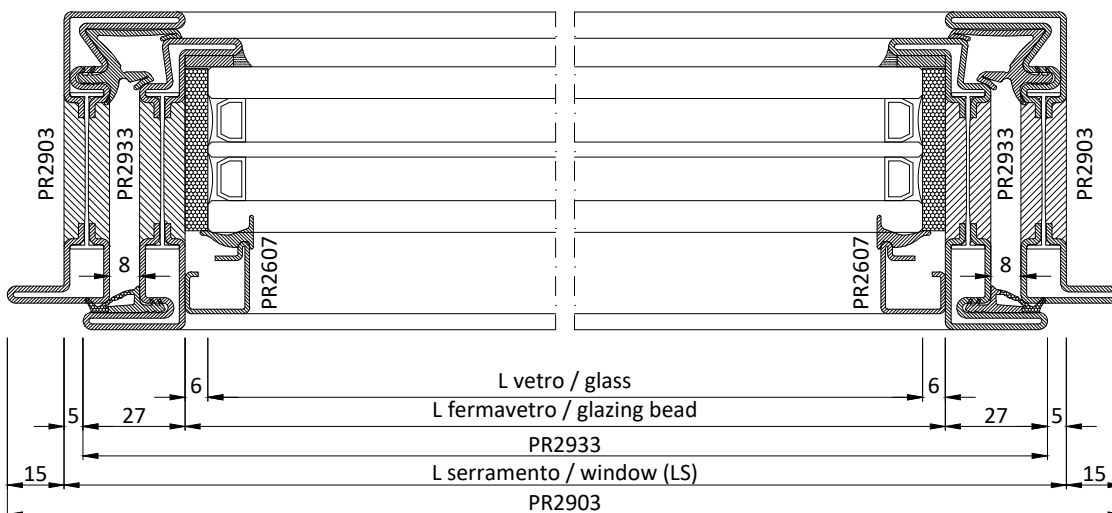 PR2903
PR2933
PR2933
PR2903
PR2607
PR2607
8
8
6
L vetro / glass
6
5
27
L fermavetro / glazing bead
27
5
PR2933
15
L serramento / window (LS)
15
PR2903